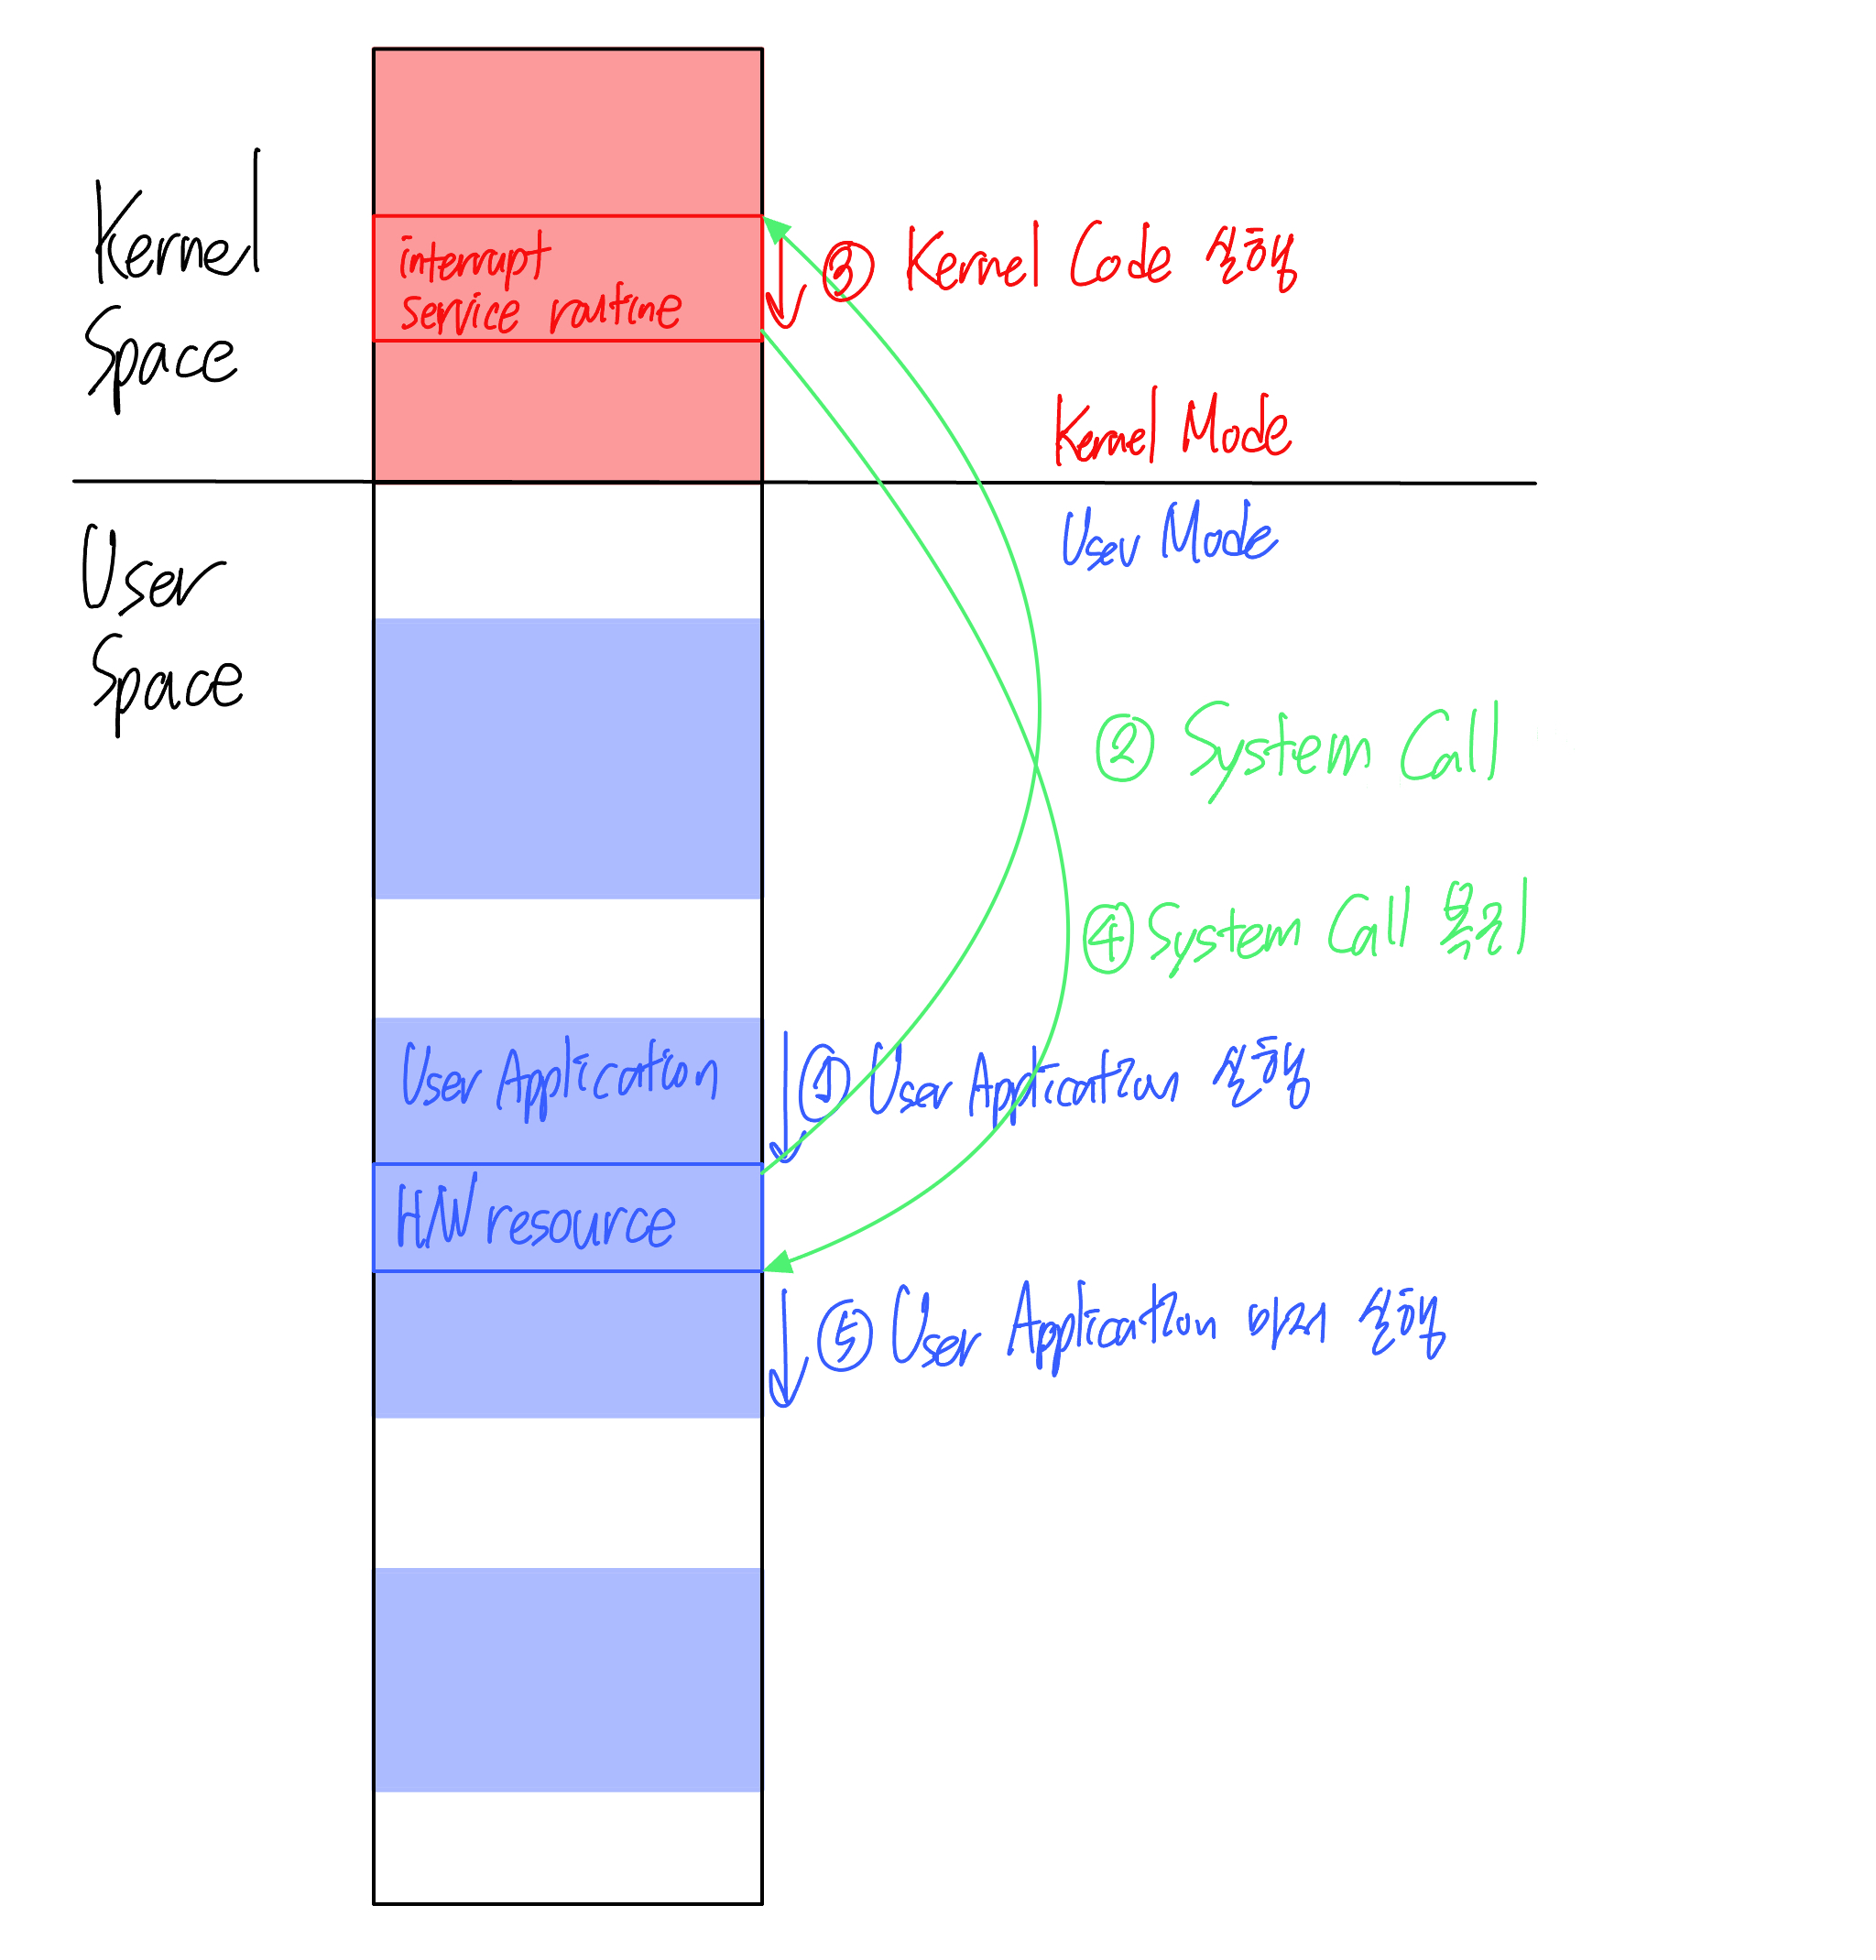 Kernel
Space
interrupt
service routine
③ Kernel Code 실행
Kernel Mode
User Mode
User
Space
② System Call
④ System Call 복귀
User Application
① User Application 실행
H/W resource
⑤ User Application 마저 실행